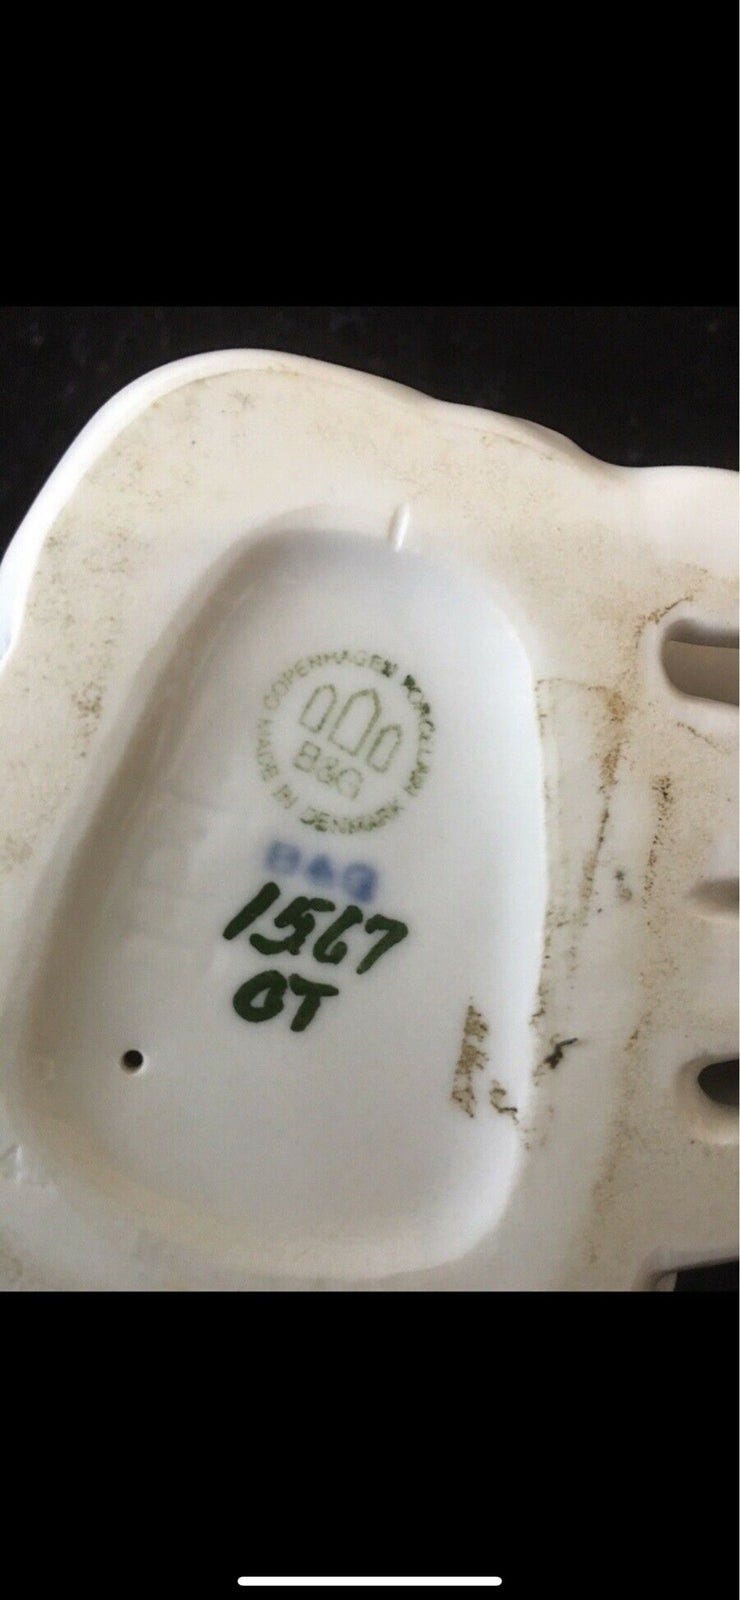 COPENHAGEN PORCELAIN
B&G
MADE IN DENMARK
B&G
1567
OT